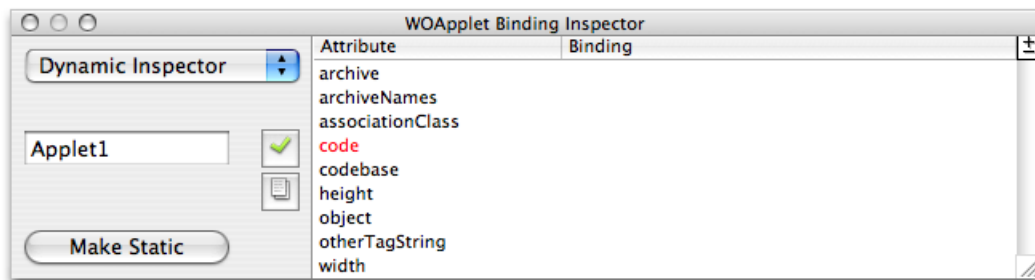 WOApplet Binding Inspector
Dynamic Inspector
Applet1
Make Static
Attribute Binding
archive
archiveNames
associationClass
code
codebase
height
object
otherTagString
width